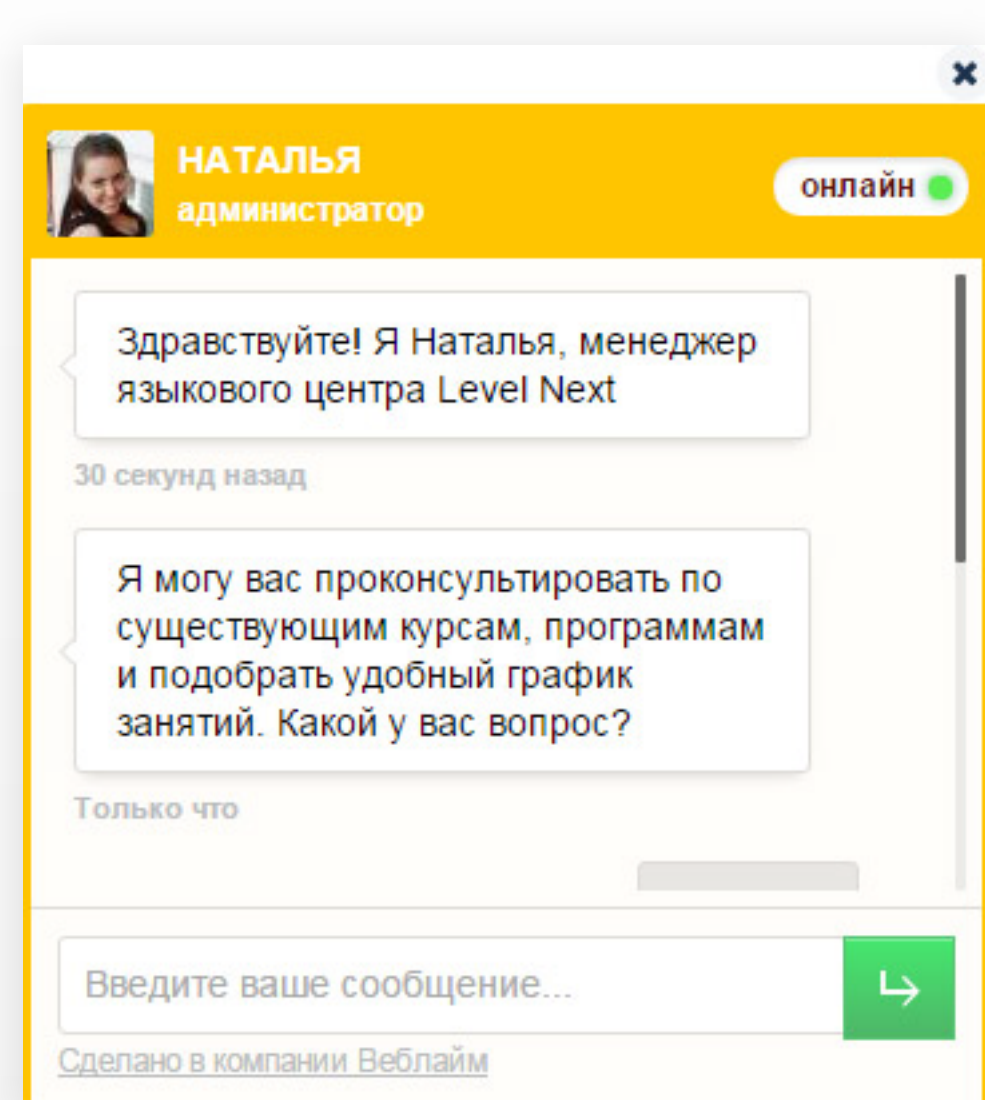 НАТАЛЬЯ
администратор
онлайн
Здравствуйте! Я Наталья, менеджер
языкового центра Level Next
30 секунд назад
Я могу вас проконсультировать по
существующим курсам, программам
и подобрать удобный график
занятий. Какой у вас вопрос?
Только что
Введите ваше сообщение...
Сделано в компании Веблайм